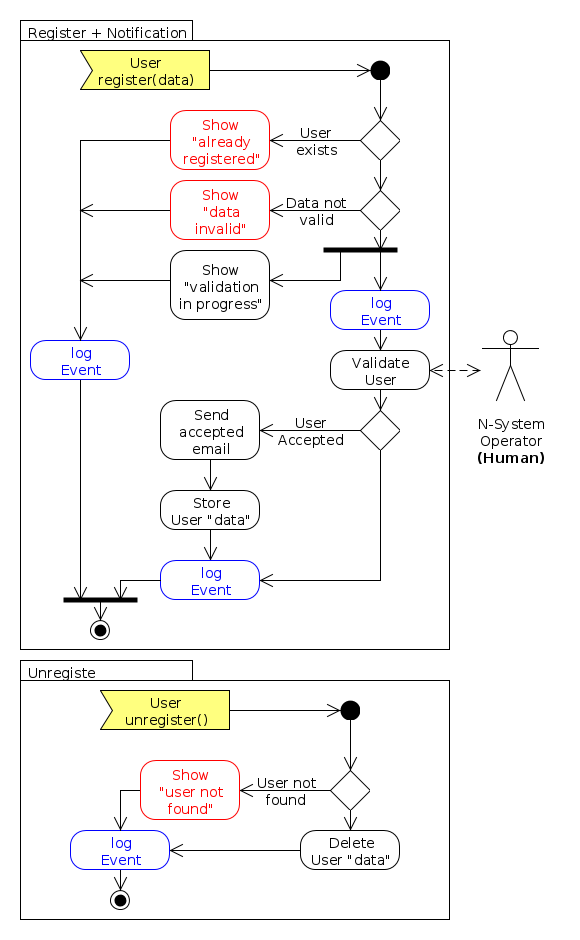 Register + Notification
User
register(data)
Show
"already
registered"
User
exists
Show
"data
invalid"
Data not
valid
Show
"validation
in progress"
log
Event
log
Event
Validate
User
N-System
Operator
(Human)
Send
accepted
email
User
Accepted
Store
User "data"
log
Event
Unregiste
User
unregister()
Show
"user not
found"
User not
found
log
Event
Delete
User "data"